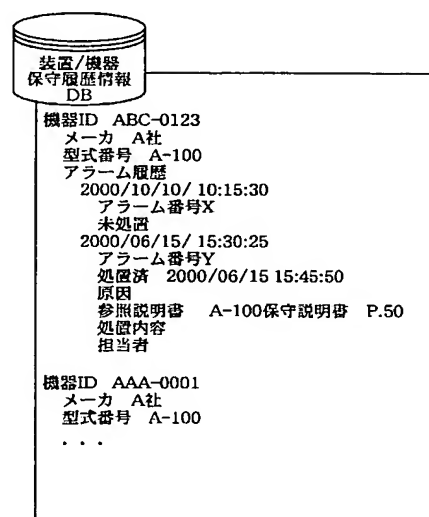 装置/機器
保守履歴情報
DB
機器ID ABC-0123
メーカ A社
型式番号 A-100
アラーム履歴
2000/10/10/ 10:15:30
アラーム番号X
未処置
2000/06/15/ 15:30:25
アラーム番号Y
処置済 2000/06/15 15:45:50
原因
参照説明書 A-100保守説明書 P.50
処置内容
担当者
機器ID AAA-0001
メーカ A社
型式番号 A-100
・・・